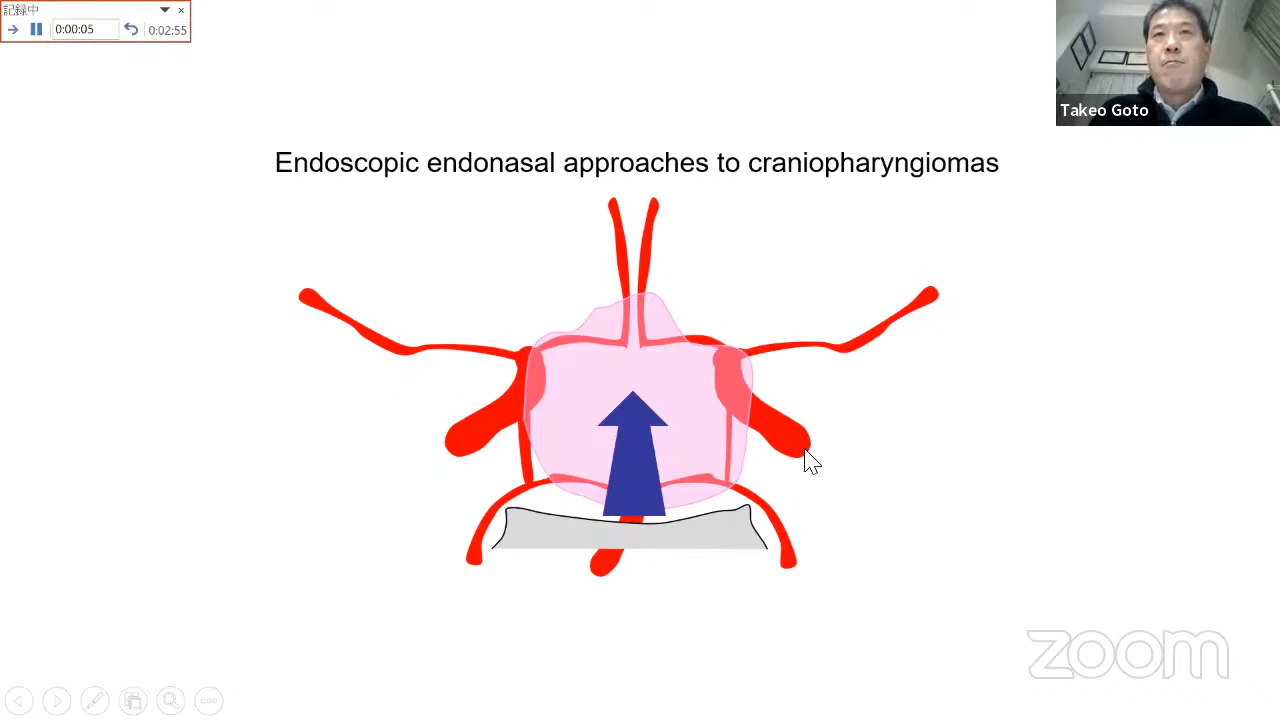 記録中
0:00:05
0:02:55
Takeo Goto
Endoscopic endonasal approaches to craniopharyngiomas
zoom